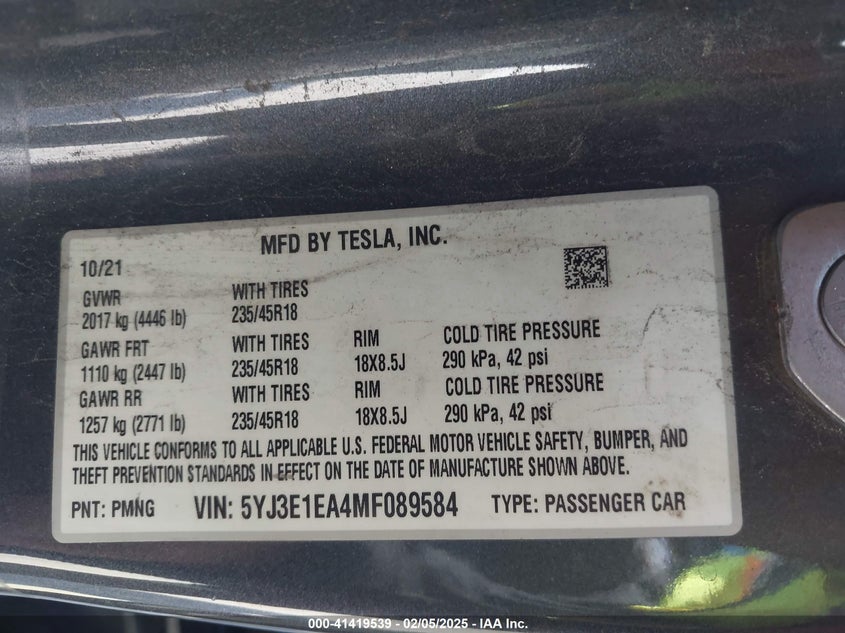 MFD BY TESLA, INC.
10/21
GVWR WITH TIRES
2017 kg (4446 lb) 235/45R18
GAWR FRT WITH TIRES RIM COLD TIRE PRESSURE
1110 kg (2447 lb) 235/45R18 18X8.5J 290 kPa, 42 psi
GAWR RR WITH TIRES RIM COLD TIRE PRESSURE
1257 kg (2771 lb) 235/45R18 18X8.5J 290 kPa, 42 psi
THIS VEHICLE CONFORMS TO ALL APPLICABLE U.S. FEDERAL MOTOR VEHICLE SAFETY, BUMPER, AND
THEFT PREVENTION STANDARDS IN EFFECT ON THE DATE OF MANUFACTURE SHOWN ABOVE.
PNT: PMNG VIN: 5YJ3E1EA4MF089584 TYPE: PASSENGER CAR
000-41419539 - 02/05/2025 - IAA Inc.